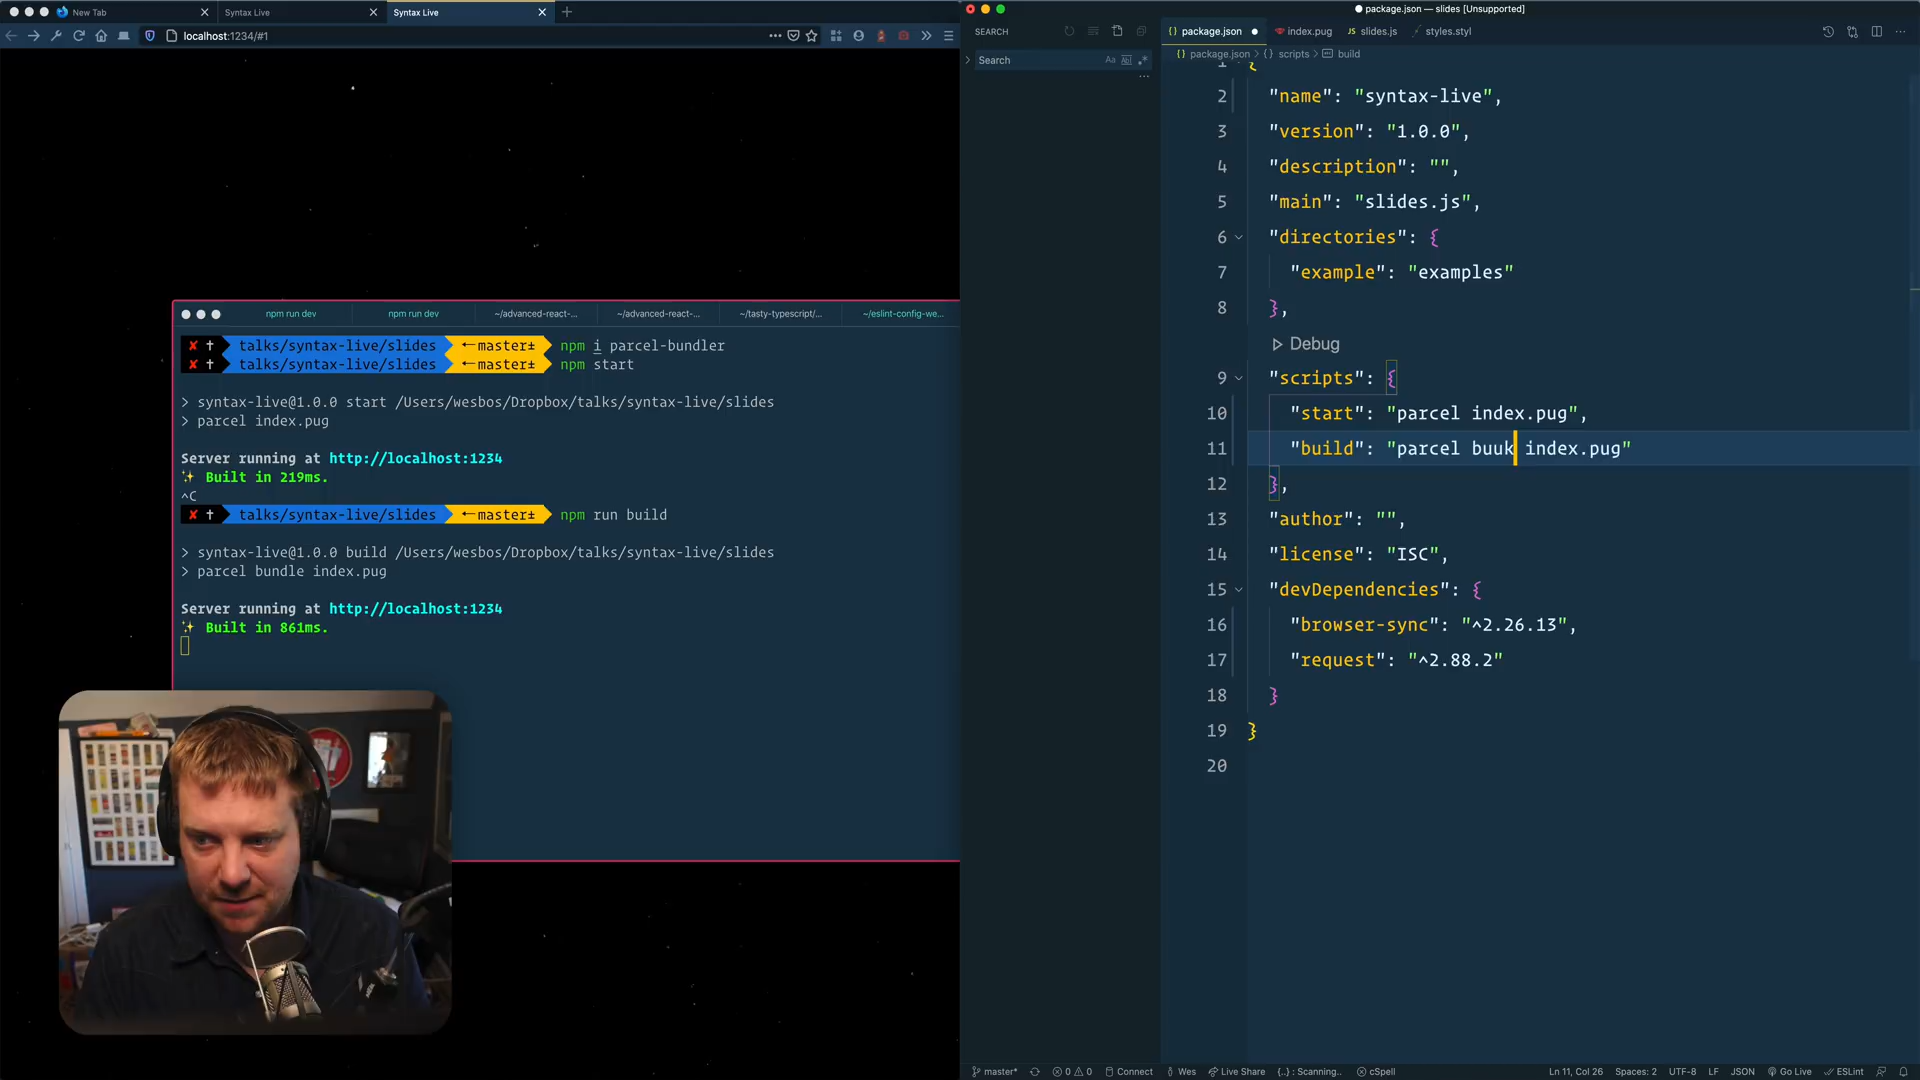 New Tab
Syntax Live
Syntax Live
localhost:1234/#1
npm run dev
npm run dev
~/advanced-react-...
~/advanced-react-...
~/tasty-typescript/...
~/eslint-config-we...
✘ † talks/syntax-live/slides ←master± npm i parcel-bundler
✘ † talks/syntax-live/slides ←master± npm start
> syntax-live@1.0.0 start /Users/wesbos/Dropbox/talks/syntax-live/slides
> parcel index.pug
Server running at http://localhost:1234
✨ Built in 219ms.
^C
✘ † talks/syntax-live/slides ←master± npm run build
> syntax-live@1.0.0 build /Users/wesbos/Dropbox/talks/syntax-live/slides
> parcel bundle index.pug
Server running at http://localhost:1234
✨ Built in 861ms.
● package.json — slides [Unsupported]
SEARCH
Search
Aa Abl .*
{} package.json ●
index.pug
JS slides.js
styles.styl
{} package.json > {} scripts > build
1 {
2 "name": "syntax-live",
3 "version": "1.0.0",
4 "description": "",
5 "main": "slides.js",
6 "directories": {
7 "example": "examples"
8 },
Debug
9 "scripts": {
10 "start": "parcel index.pug",
11 "build": "parcel buuk index.pug"
12 },
13 "author": "",
14 "license": "ISC",
15 "devDependencies": {
16 "browser-sync": "^2.26.13",
17 "request": "^2.88.2"
18 }
19 }
20
master* 0 0 Connect Wes Live Share {..} : Scanning.. cSpell Ln 11, Col 26 Spaces: 2 UTF-8 LF JSON Go Live ESLint